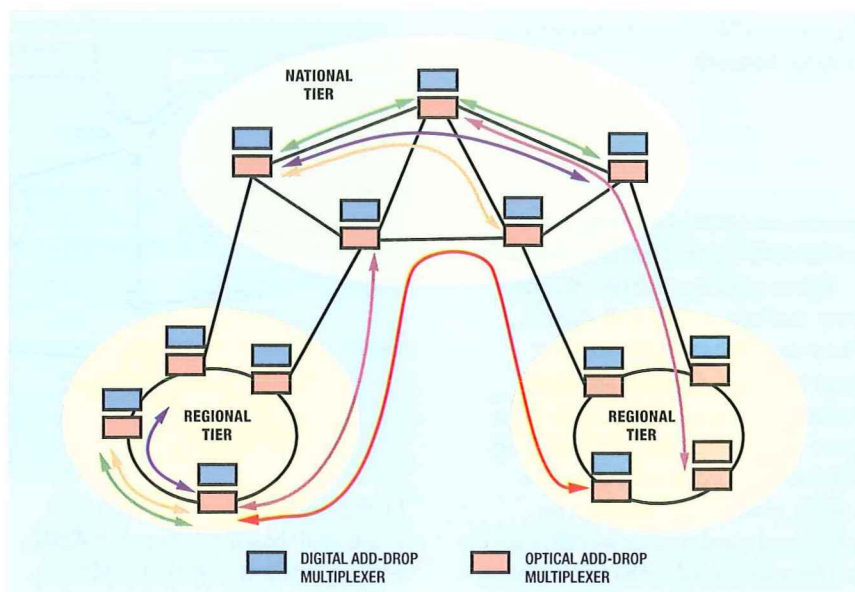 NATIONAL
TIER
REGIONAL
TIER
REGIONAL
TIER
DIGITAL ADD-DROP
MULTIPLEXER
OPTICAL ADD-DROP
MULTIPLEXER